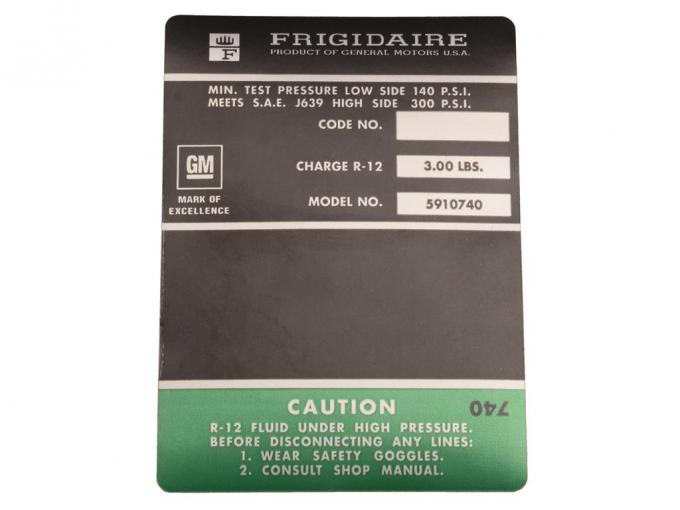 FRIGIDAIRE
F
PRODUCT OF GENERAL MOTORS U.S.A.
MIN. TEST PRESSURE LOW SIDE 140 P.S.I.
MEETS S.A.E. J639 HIGH SIDE 300 P.S.I.
CODE NO.
GM
CHARGE R-12 3.00 LBS.
MARK OF
EXCELLENCE
MODEL NO. 5910740
CAUTION
740
R-12 FLUID UNDER HIGH PRESSURE.
BEFORE DISCONNECTING ANY LINES:
1. WEAR SAFETY GOGGLES.
2. CONSULT SHOP MANUAL.